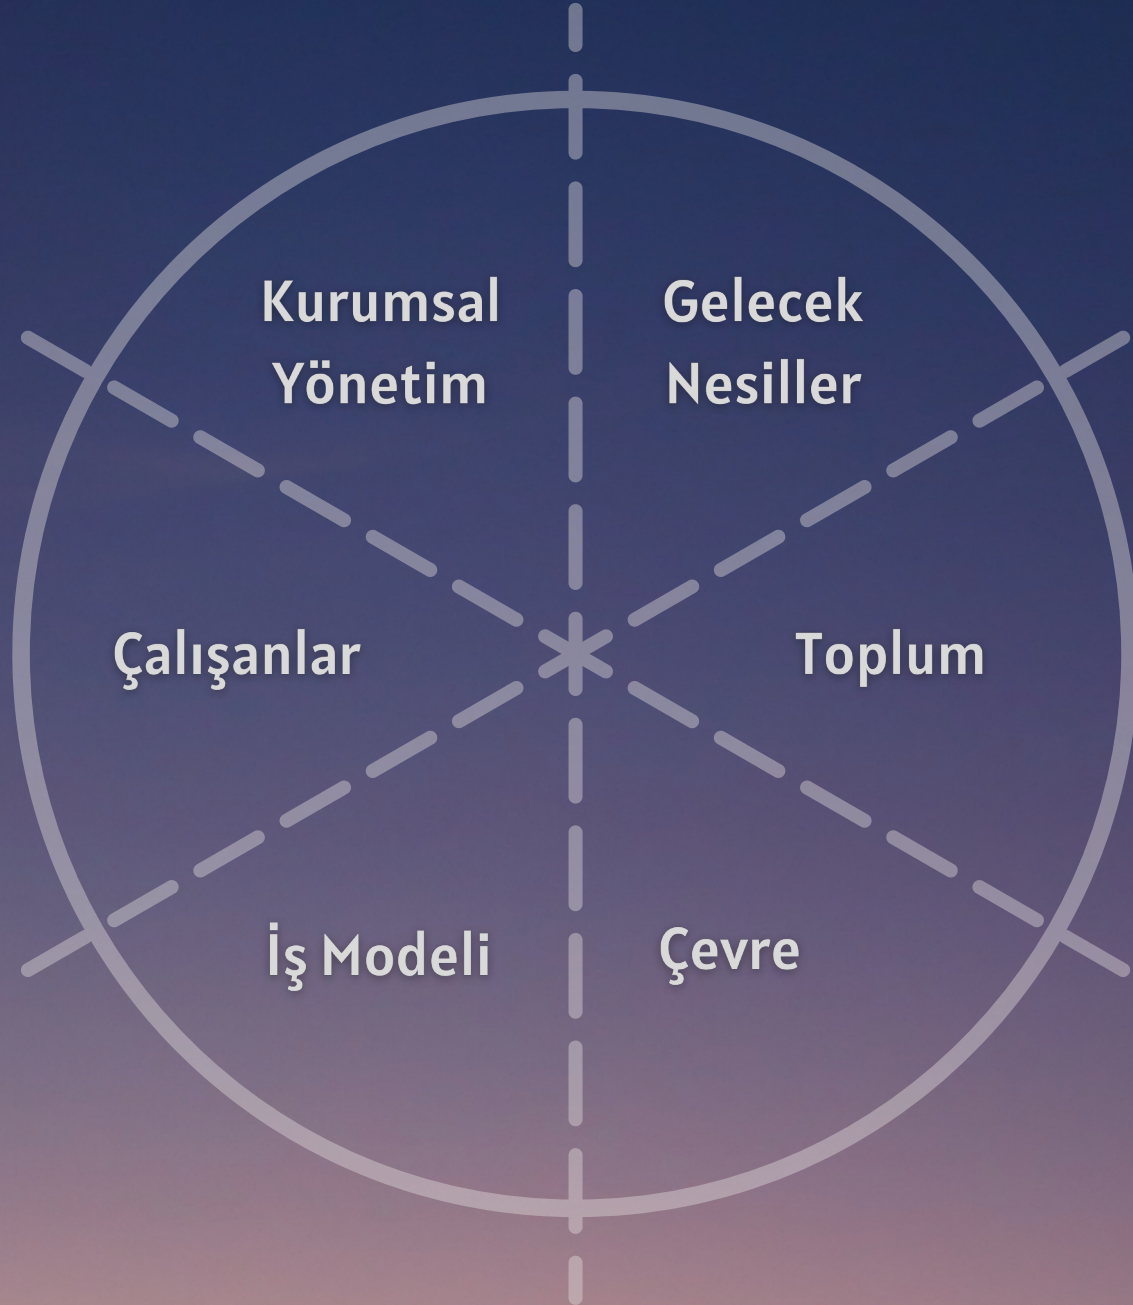 Kurumsal
Yönetim
Gelecek
Nesiller
Çalışanlar
Toplum
İş Modeli
Çevre